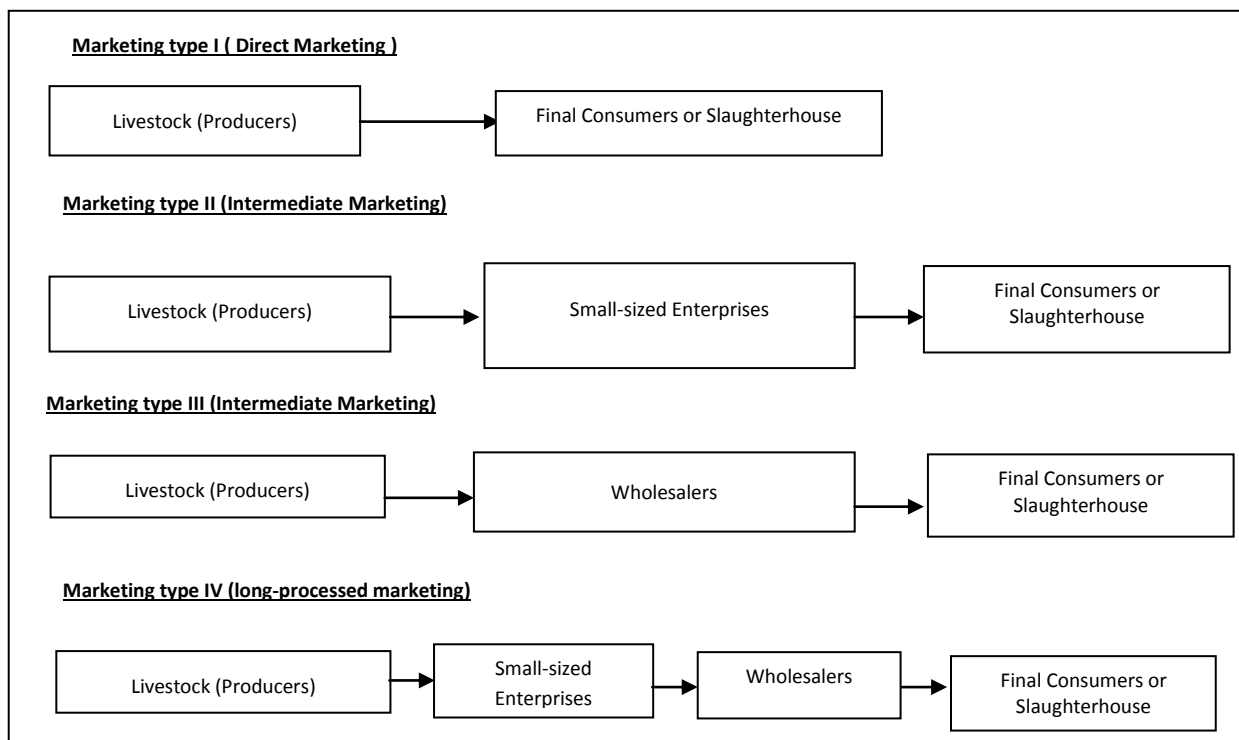 Marketing type I ( Direct Marketing )
Livestock (Producers)
Final Consumers or Slaughterhouse
Marketing type II (Intermediate Marketing)
Livestock (Producers)
Small-sized Enterprises
Final Consumers or
Slaughterhouse
Marketing type III (Intermediate Marketing)
Livestock (Producers)
Wholesalers
Final Consumers or
Slaughterhouse
Marketing type IV (long-processed marketing)
Livestock (Producers)
Small-sized
Enterprises
Wholesalers
Final Consumers or
Slaughterhouse